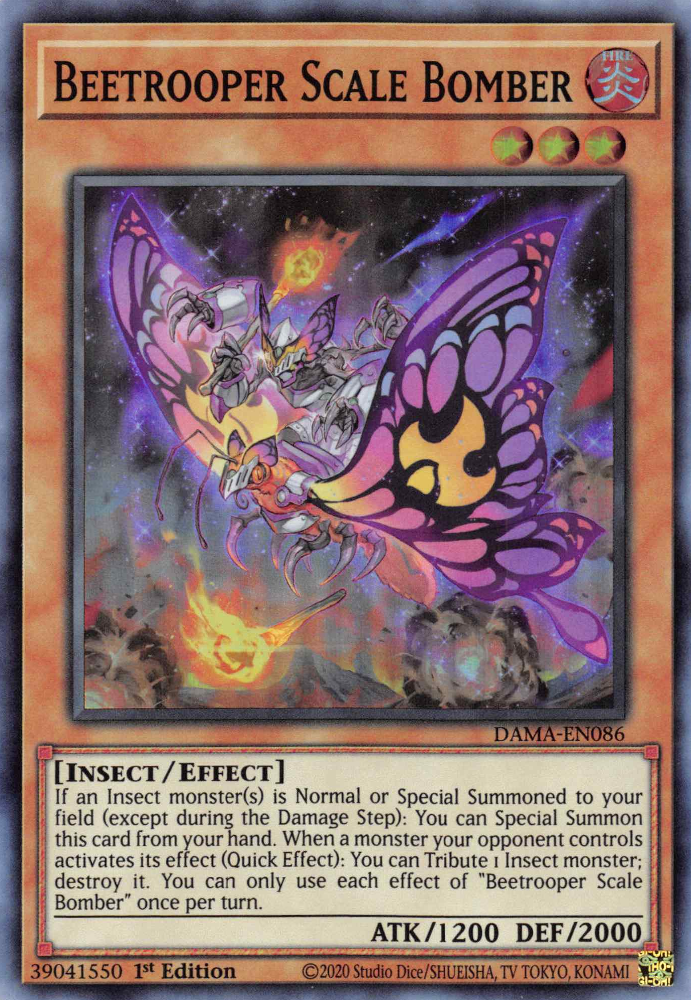 BEETROOPER SCALE BOMBER
FIRE
炎
DAMA-EN086
[INSECT/EFFECT]
If an Insect monster(s) is Normal or Special Summoned to your
field (except during the Damage Step): You can Special Summon
this card from your hand. When a monster your opponent controls
activates its effect (Quick Effect): You can Tribute 1 Insect monster;
destroy it. You can only use each effect of "Beetrooper Scale
Bomber" once per turn.
ATK/1200 DEF/2000
39041550 1st Edition ©2020 Studio Dice/SHUEISHA, TV TOKYO, KONAMI